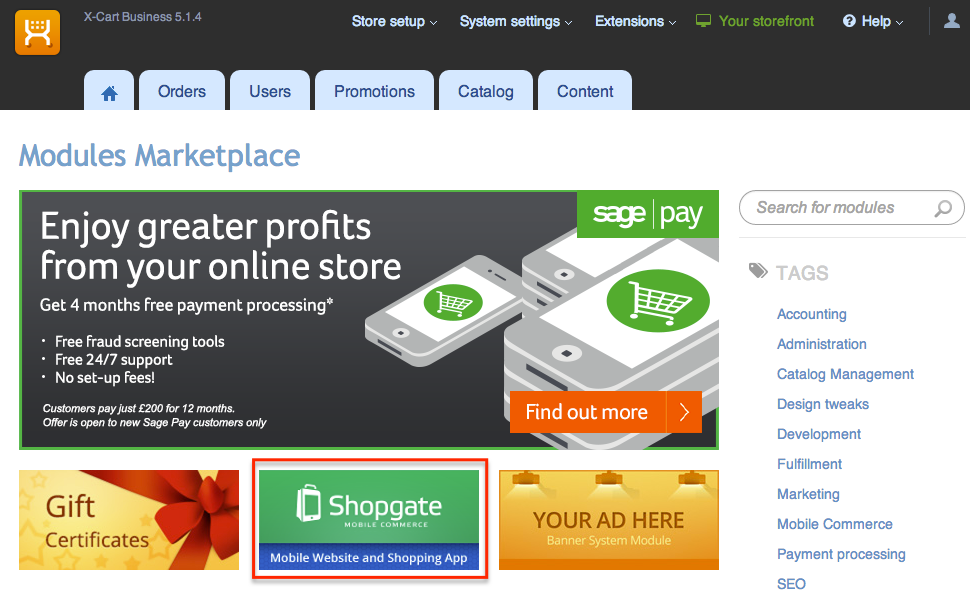 X-Cart Business 5.1.4
Store setup
System settings
Extensions
Your storefront
Help
Orders
Users
Promotions
Catalog
Content
Modules Marketplace
Enjoy greater profits
from your online store
Get 4 months free payment processing*
· Free fraud screening tools
· Free 24/7 support
· No set-up fees!
Customers pay just £200 for 12 months.
Offer is open to new Sage Pay customers only
sage pay
Find out more
Search for modules
TAGS
Accounting
Administration
Catalog Management
Design tweaks
Development
Fulfillment
Marketing
Mobile Commerce
Payment processing
SEO
Gift
Certificates
Shopgate
MOBILE COMMERCE
Mobile Website and Shopping App
YOUR AD HERE
Banner System Module